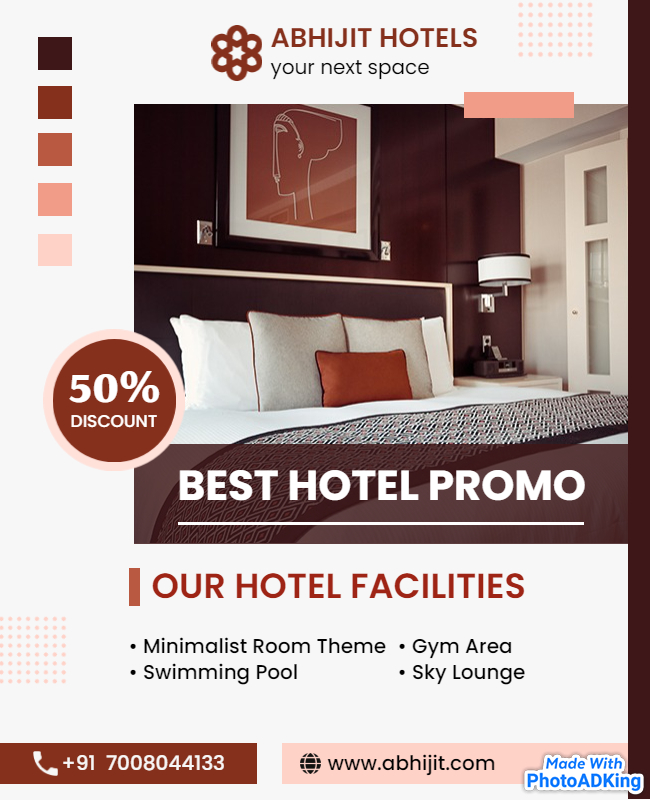 ABHIJIT HOTELS
your next space
50%
DISCOUNT
BEST HOTEL PROMO
OUR HOTEL FACILITIES
• Minimalist Room Theme • Gym Area
• Swimming Pool • Sky Lounge
+91 7008044133
www.abhijit.com
Made With
PhotoADKing